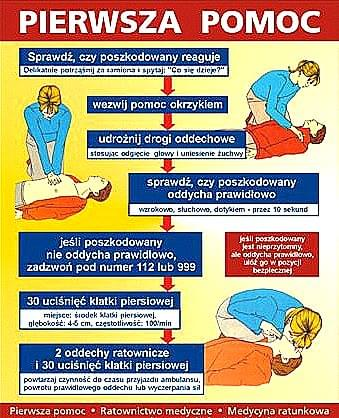 PIERWSZA POMOC
Sprawdź, czy poszkodowany reaguje
Delikatnie potrząśnij za ramiona i spytaj: "Co się dzieje?"
wezwij pomoc okrzykiem
udrożnij drogi oddechowe
stosując odgięcie głowy i uniesienie żuchwy
sprawdź, czy poszkodowany
oddycha prawidłowo
wzrokowo, słuchowo, dotykiem - przez 10 sekund
jeśli poszkodowany
nie oddycha prawidłowo,
zadzwoń pod numer 112 lub 999
jeśli poszkodowany
jest nieprzytomny,
ale oddycha prawidłowo,
ułóż go w pozycji
bezpiecznej
30 uciśnięć klatki piersiowej
miejsce: środek klatki piersiowej,
głębokość: 4-5 cm, częstotliwość: 100/min
2 oddechy ratownicze
i 30 uciśnięć klatki piersiowej
powtarzaj czynność do czasu przyjazdu ambulansu,
powrotu prawidłowego oddechu lub wyczerpania sił
Pierwsza pomoc • Ratownictwo medyczne • Medycyna ratunkowa